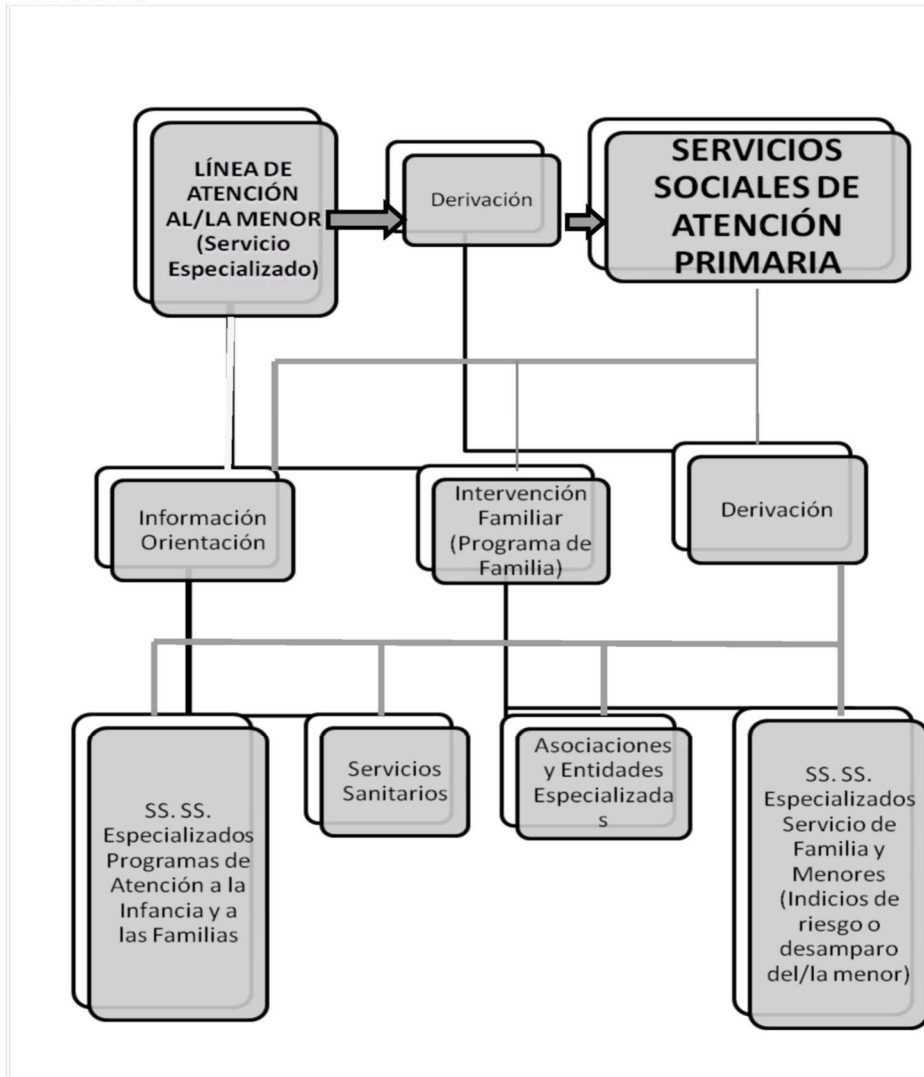 LÍNEA DE
ATENCIÓN
AL/LA MENOR
(Servicio
Especializado)
Derivación
SERVICIOS
SOCIALES DE
ATENCIÓN
PRIMARIA
Información
Orientación
Intervención
Familiar
(Programa de
Familia)
Derivación
SS. SS.
Especializados
Programas de
Atención a la
Infancia y a
las Familias
Servicios
Sanitarios
Asociaciones
y Entidades
Especializada
s
SS. SS.
Especializados
Servicio de
Familia y
Menores
(Indicios de
riesgo o
desamparo
del/la menor)